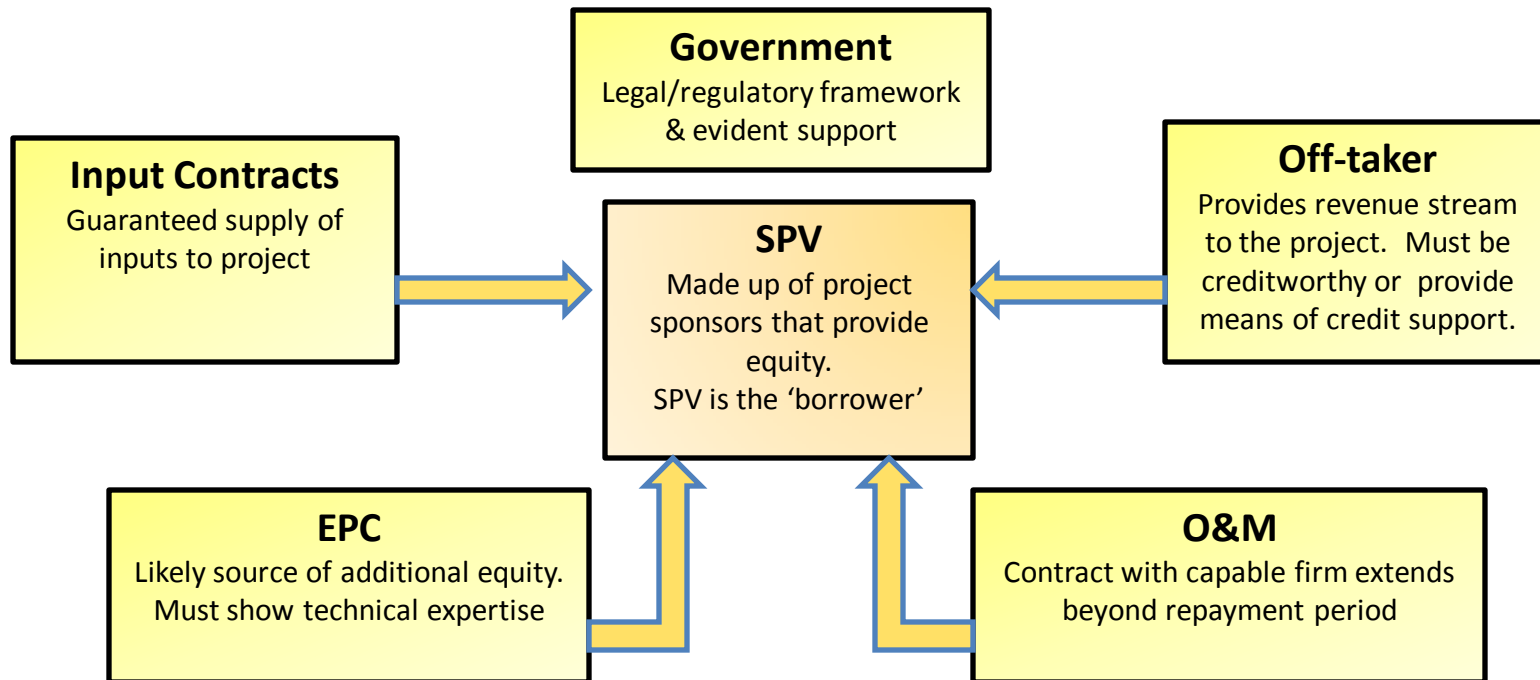 Government
Legal/regulatory framework
& evident support
Input Contracts
Guaranteed supply of
inputs to project
SPV
Made up of project
sponsors that provide
equity.
SPV is the ‘borrower’
Off-taker
Provides revenue stream
to the project.  Must be
creditworthy or  provide
means of credit support.
EPC
Likely source of additional equity.
Must show technical expertise
O&M
Contract with capable firm extends
beyond repayment period